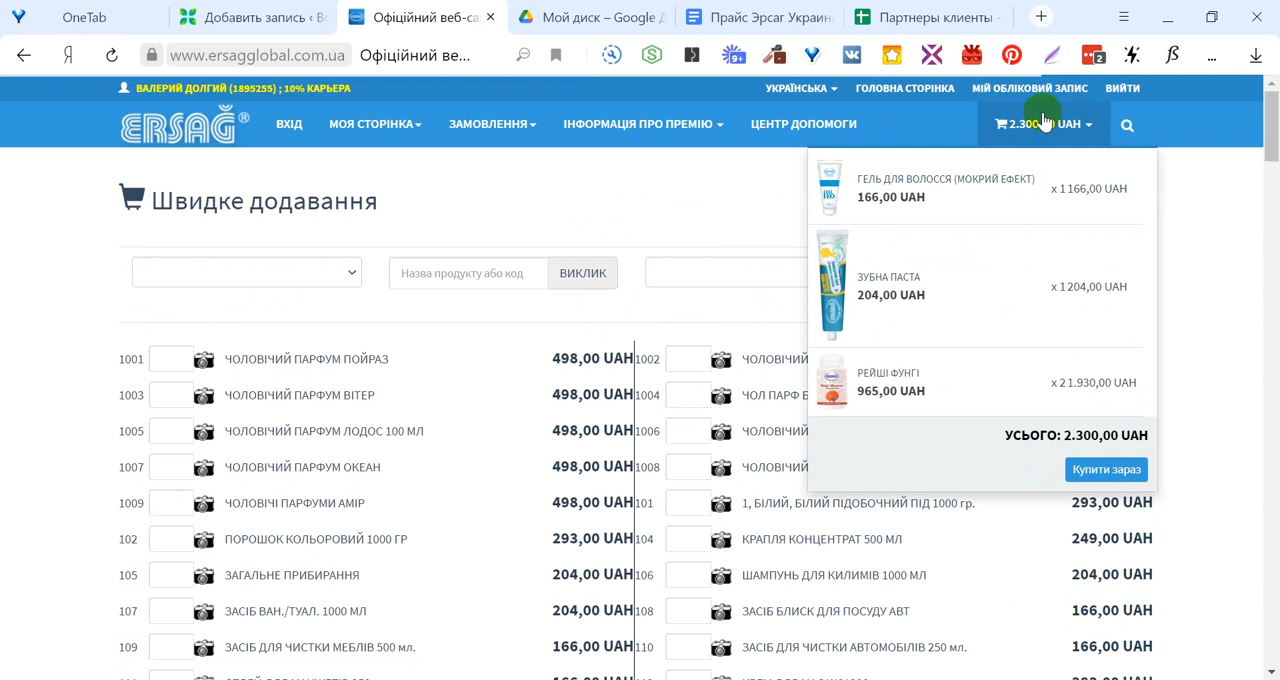 OneTab
Добавить запись ‹ Вс
Офіційний веб-са
Мой диск – Google Д
Прайс Эрсаг Украин
Партнеры клиенты -
www.ersagglobal.com.ua Офіційний ве...
9+
2
ВАЛЕРИЙ ДОЛГИЙ (1895255) ; 10% КАРЬЕРА
УКРАЇНСЬКА ГОЛОВНА СТОРІНКА МІЙ ОБЛІКОВИЙ ЗАПИС ВИЙТИ
ERSAĞ ® ВХІД МОЯ СТОРІНКА ЗАМОВЛЕННЯ ІНФОРМАЦІЯ ПРО ПРЕМІЮ ЦЕНТР ДОПОМОГИ UAH
Швидке додавання
ГЕЛЬ ДЛЯ ВОЛОССЯ (МОКРИЙ ЕФЕКТ)
166,00 UAH
x 1 166,00 UAH
ЗУБНА ПАСТА
204,00 UAH
x 1 204,00 UAH
РЕЙШІ ФУНГІ
965,00 UAH
x 2 1.930,00 UAH
УСЬОГО: 2.300,00 UAH
Купити зараз
Назва продукту або код ВИКЛИК
1001 ЧОЛОВІЧИЙ ПАРФУМ ПОЙРАЗ 498,00 UAH 1002 ЧОЛОВІЧИЙ
1003 ЧОЛОВІЧИЙ ПАРФУМ ВІТЕР 498,00 UAH 1004 ЧОЛ ПАРФ Б
1005 ЧОЛОВІЧИЙ ПАРФУМ ЛОДОС 100 МЛ 498,00 UAH 1006 ЧОЛОВІЧИЙ
1007 ЧОЛОВІЧИЙ ПАРФУМ ОКЕАН 498,00 UAH 1008 ЧОЛОВІЧИЙ
1009 ЧОЛОВІЧІ ПАРФУМИ АМІР 498,00 UAH 101 1, БІЛИЙ, БІЛИЙ ПІДОБОЧНИЙ ПІД 1000 гр. 293,00 UAH
102 ПОРОШОК КОЛЬОРОВИЙ 1000 ГР 293,00 UAH 104 КРАПЛЯ КОНЦЕНТРАТ 500 МЛ 249,00 UAH
105 ЗАГАЛЬНЕ ПРИБИРАННЯ 204,00 UAH 106 ШАМПУНЬ ДЛЯ КИЛИМІВ 1000 МЛ 204,00 UAH
107 ЗАСІБ ВАН./ТУАЛ. 1000 МЛ 204,00 UAH 108 ЗАСІБ БЛИСК ДЛЯ ПОСУДУ АВТ 166,00 UAH
109 ЗАСІБ ДЛЯ ЧИСТКИ МЕБЛІВ 500 мл. 166,00 UAH 110 ЗАСІБ ДЛЯ ЧИСТКИ АВТОМОБІЛІВ 250 мл. 166,00 UAH